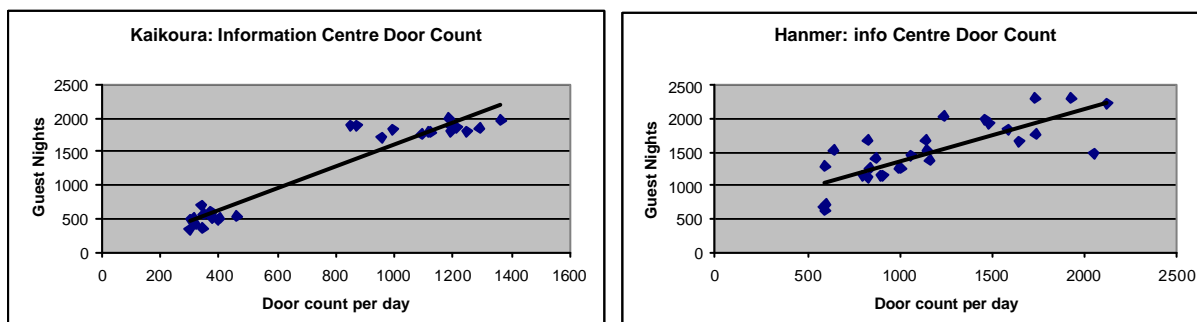 Kaikoura: Information Centre Door Count
Guest Nights
2500
2000
1500
1000
500
0
0 200 400 600 800 1000 1200 1400 1600
Door count per day
Hanmer: info Centre Door Count
Guest Nights
2500
2000
1500
1000
500
0
0 500 1000 1500 2000 2500
Door count per day